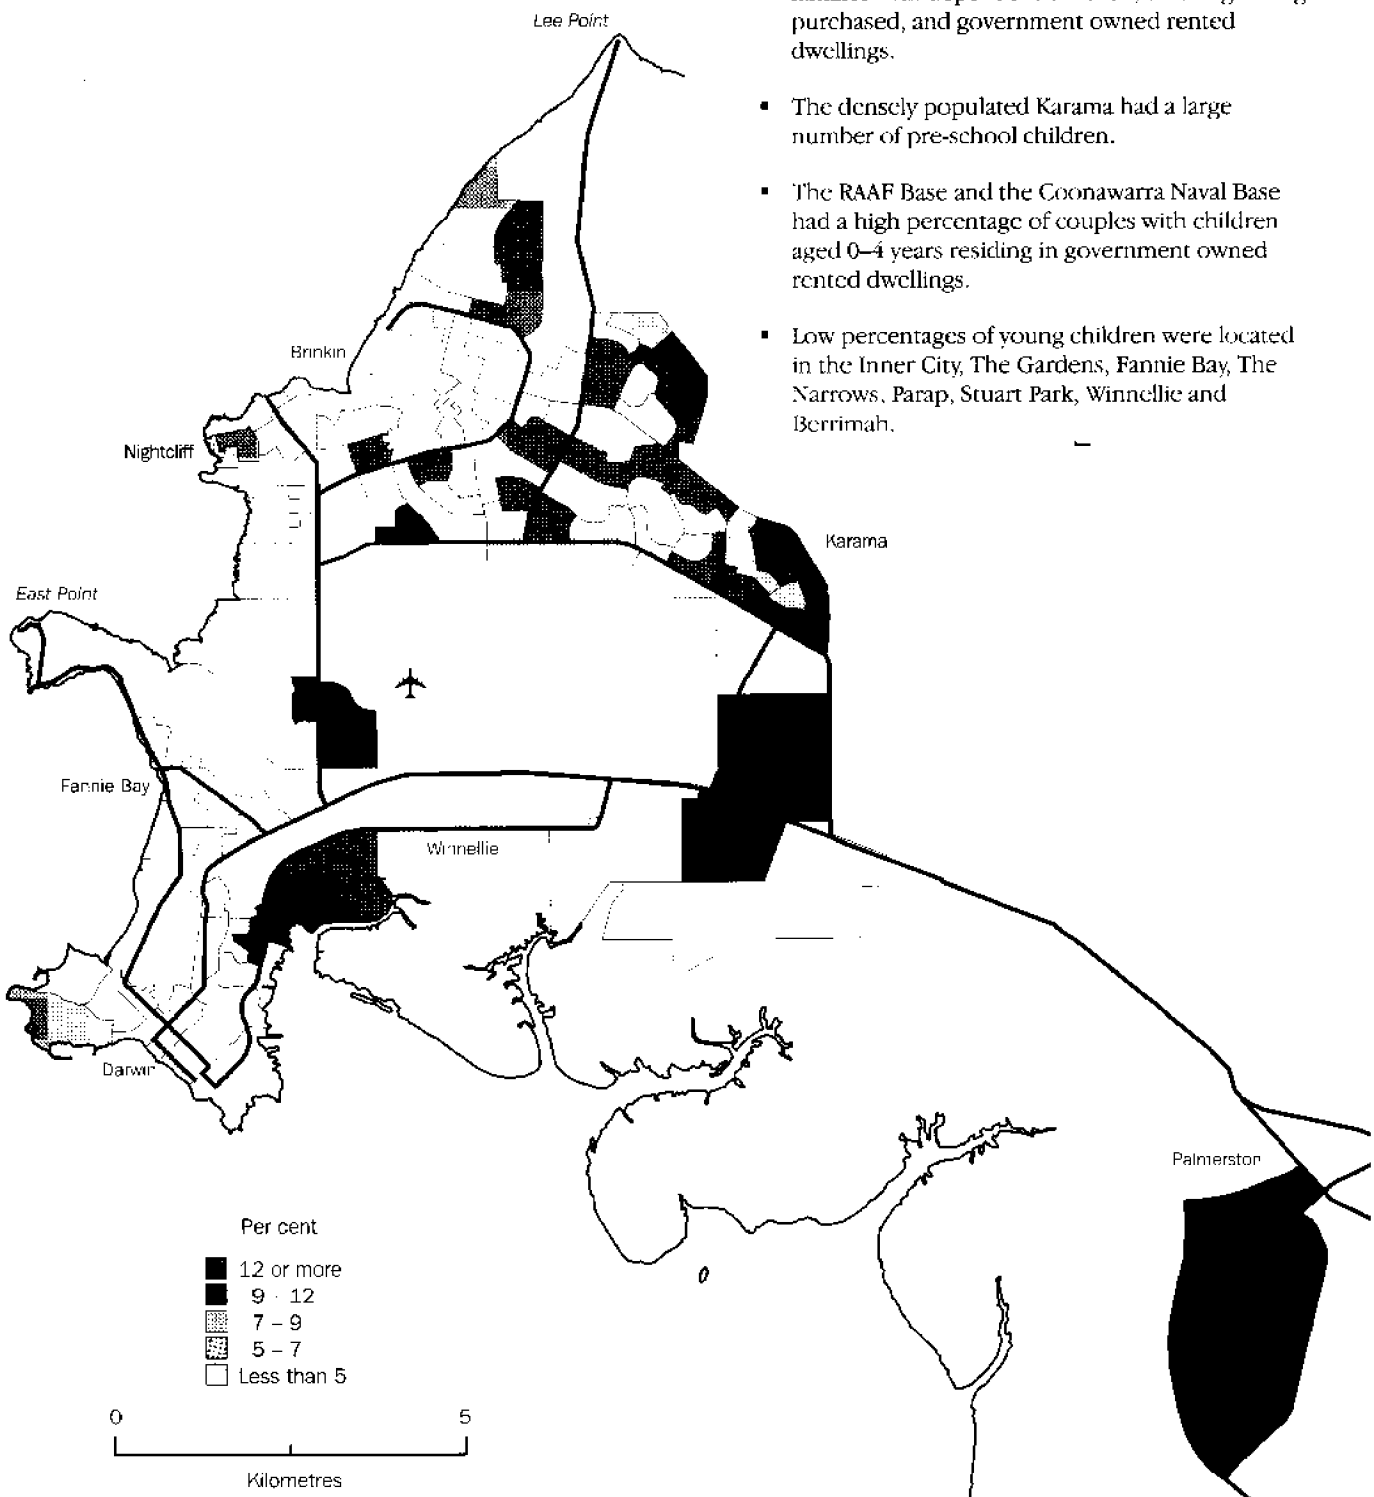 Lee Point
purchased, and government owned rented
dwellings.
▪ The densely populated Karama had a large
number of pre-school children.
▪ The RAAF Base and the Coonawarra Naval Base
had a high percentage of couples with children
aged 0–4 years residing in government owned
rented dwellings.
▪ Low percentages of young children were located
in the Inner City, The Gardens, Fannie Bay, The
Narrows, Parap, Stuart Park, Winnellie and
Berrimah.
Brinkin
Nightcliff
Karama
East Point
Fannie Bay
Winnellie
Darwin
Palmerston
Per cent
12 or more
9 - 12
7 – 9
5 – 7
Less than 5
0 5
Kilometres